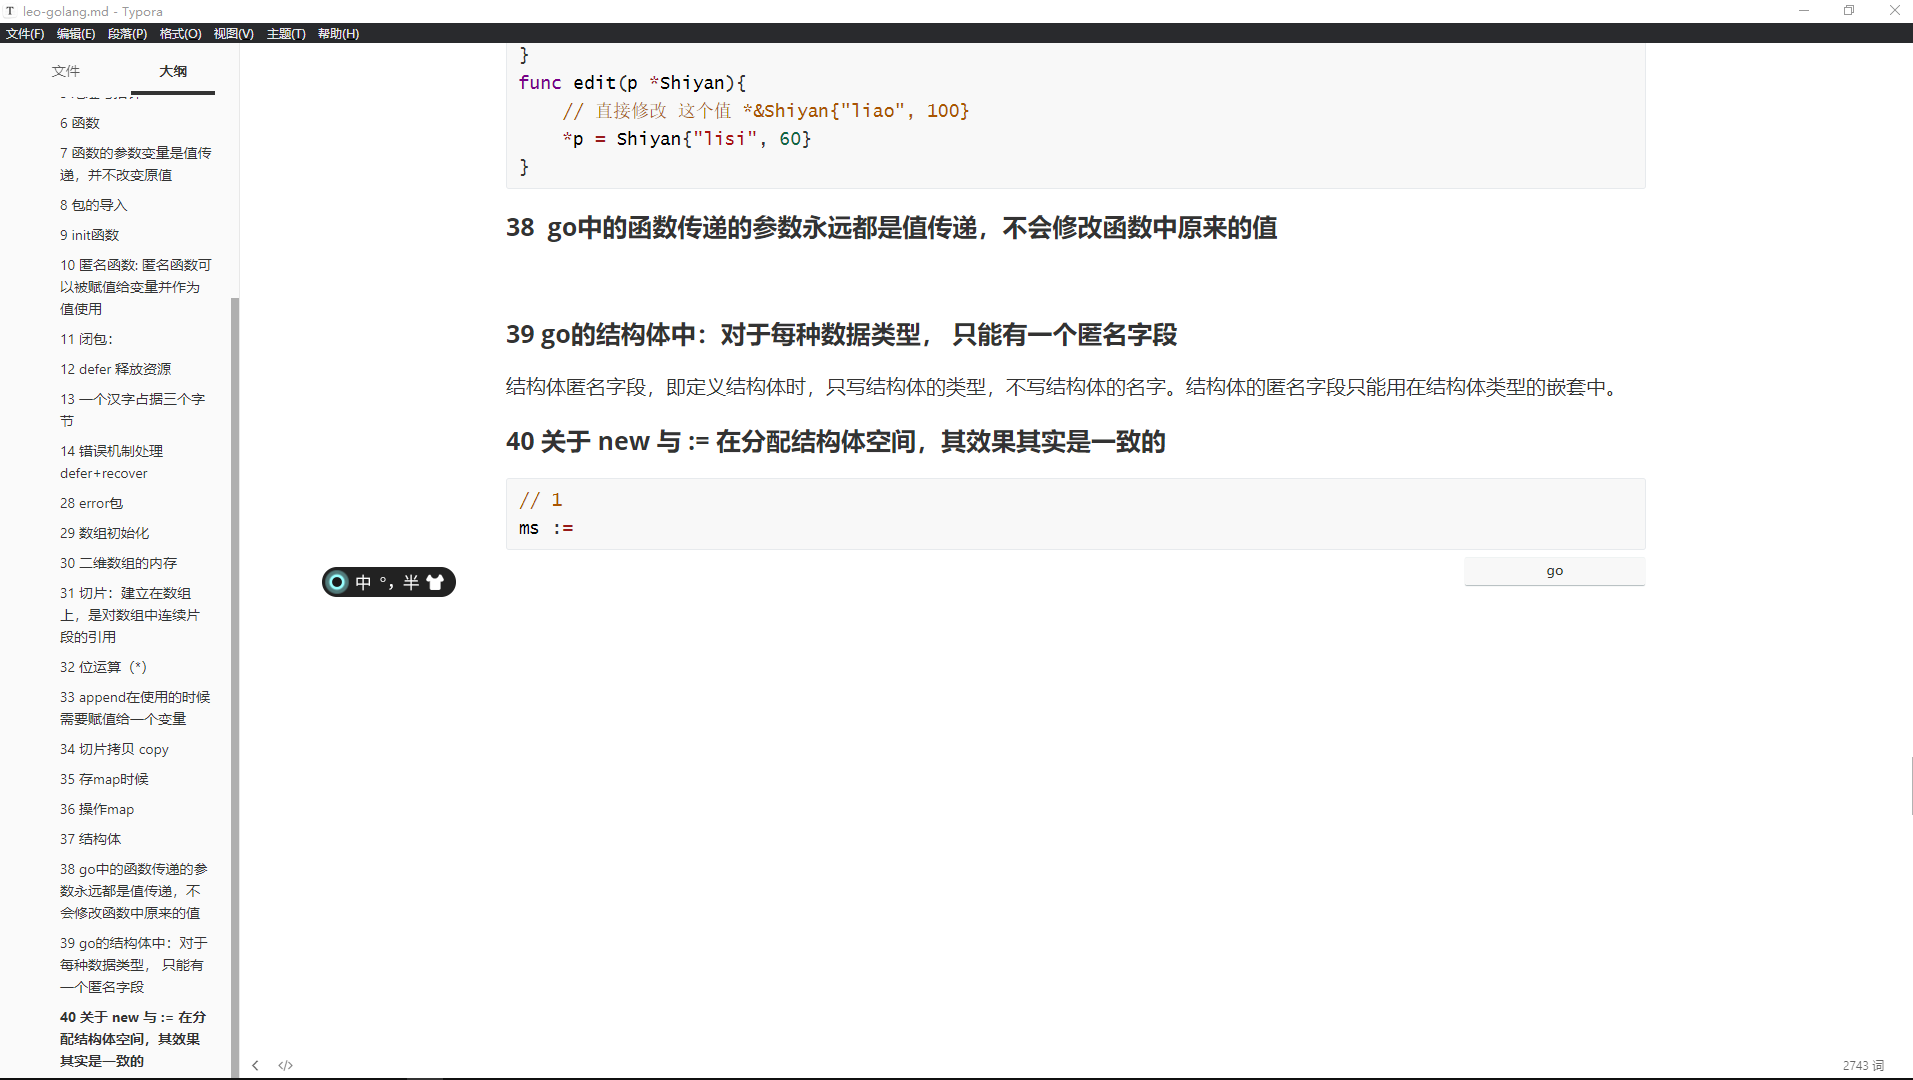 leo-golang.md - Typora
文件(F) 编辑(E) 段落(P) 格式(O) 视图(V) 主题(T) 帮助(H)
文件 大纲
6 函数
7 函数的参数变量是值传
递，并不改变原值
8 包的导入
9 init函数
10 匿名函数: 匿名函数可
以被赋值给变量并作为
值使用
11 闭包：
12 defer 释放资源
13 一个汉字占据三个字
节
14 错误机制处理
defer+recover
28 error包
29 数组初始化
30 二维数组的内存
31 切片：建立在数组
上，是对数组中连续片
段的引用
32 位运算（*）
33 append在使用的时候
需要赋值给一个变量
34 切片拷贝 copy
35 存map时候
36 操作map
37 结构体
38 go中的函数传递的参
数永远都是值传递，不
会修改函数中原来的值
39 go的结构体中：对于
每种数据类型， 只能有
一个匿名字段
40 关于 new 与 := 在分
配结构体空间，其效果
其实是一致的
}
func edit(p *Shiyan){
// 直接修改 这个值 *&Shiyan{"liao", 100}
*p = Shiyan{"lisi", 60}
}
38 go中的函数传递的参数永远都是值传递，不会修改函数中原来的值
39 go的结构体中：对于每种数据类型， 只能有一个匿名字段
结构体匿名字段，即定义结构体时，只写结构体的类型，不写结构体的名字。结构体的匿名字段只能用在结构体类型的嵌套中。
40 关于 new 与 := 在分配结构体空间，其效果其实是一致的
// 1
ms :=
go
中 °，半
</>
2743 词